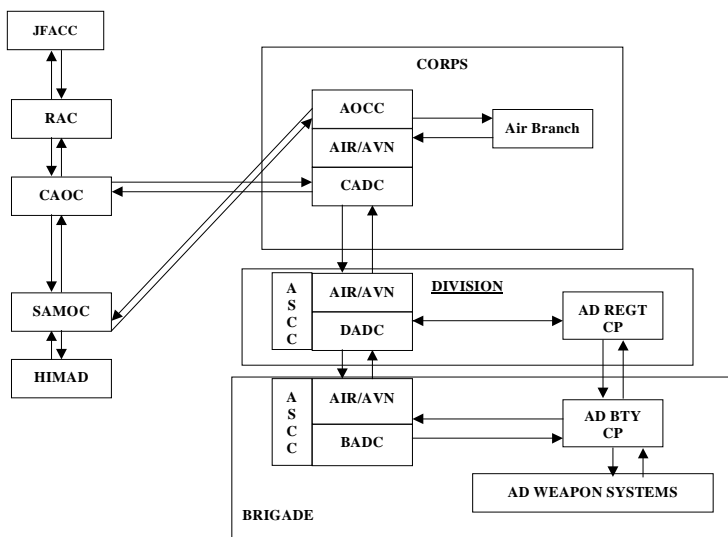 JFACC
RAC
CAOC
SAMOC
HIMAD
CORPS
AOCC
AIR/AVN
CADC
Air Branch
DIVISION
A
S
C
C
AIR/AVN
DADC
AD REGT
CP
A
S
C
C
AIR/AVN
BADC
AD BTY
CP
AD WEAPON SYSTEMS
BRIGADE